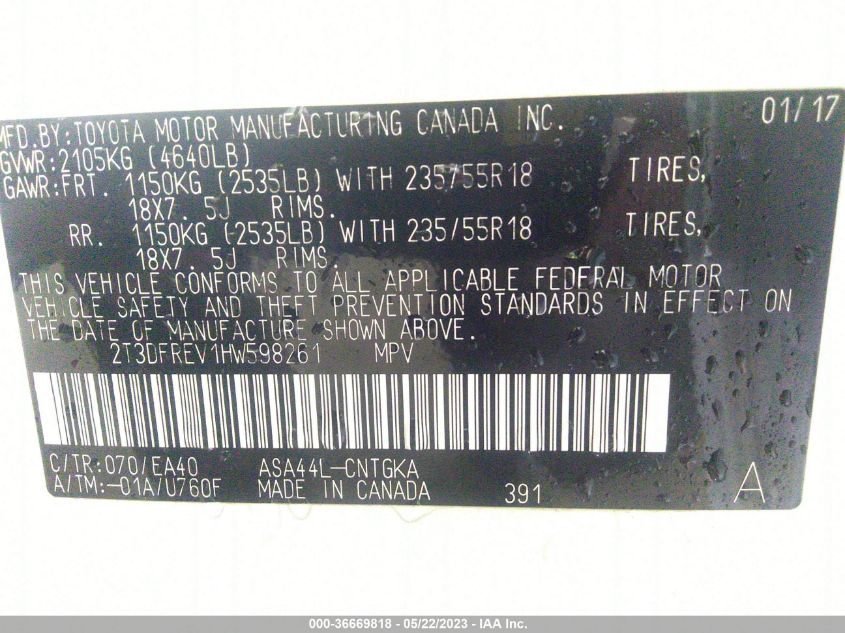 MFD.BY:TOYOTA MOTOR MANUFACTURING CANADA INC. 01/17
GVWR:2105KG (4640LB)
GAWR:FRT. 1150KG (2535LB) WITH 235/55R18 TIRES,
18X7.5J RIMS.
RR. 1150KG (2535LB) WITH 235/55R18 TIRES,
18X7.5J RIMS.
THIS VEHICLE CONFORMS TO ALL APPLICABLE FEDERAL MOTOR
VEHICLE SAFETY AND THEFT PREVENTION STANDARDS IN EFFECT ON
THE DATE OF MANUFACTURE SHOWN ABOVE.
2T3DFREV1HW598261 MPV
C/TR:070/EA40 ASA44L-CNTGKA
A/TM:-01A/U760F MADE IN CANADA 391 A
000-36669818 - 05/22/2023 - IAA Inc.